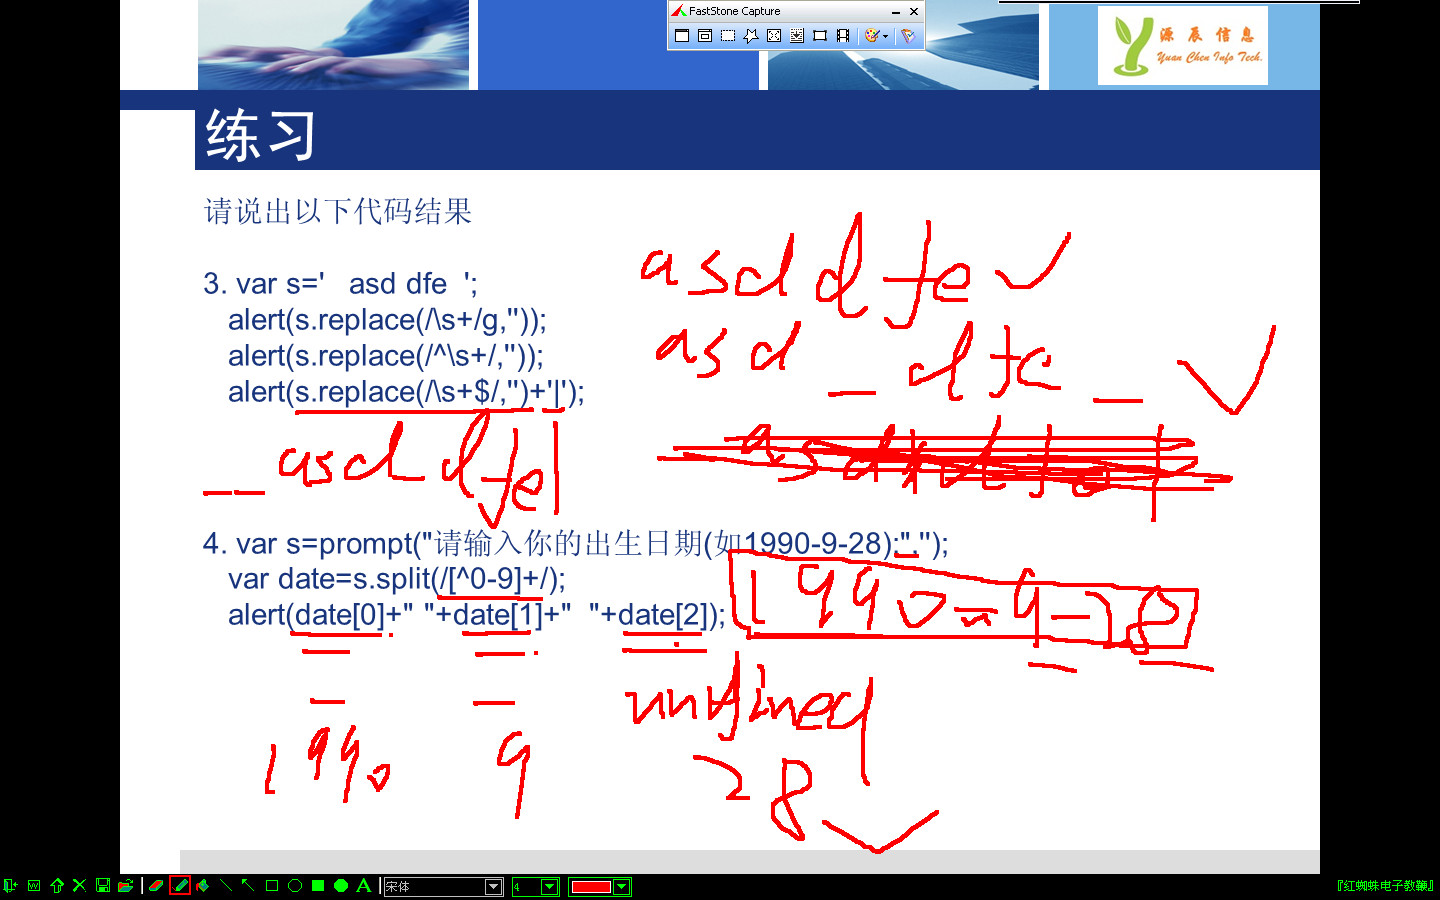 FastStone Capture
源辰信息
Yuan Chen Info Tech.
练习
请说出以下代码结果
3. var s='   asd dfe  ';
alert(s.replace(/\s+/g,''));
alert(s.replace(/^\s+/,''));
alert(s.replace(/\s+$/,'')+'|');
asddfe
asd _ dfe _
__ asd dfe|
4. var s=prompt("请输入你的出生日期(如1990-9-28):","");
var date=s.split(/[^0-9]+/);
alert(date[0]+" "+date[1]+"  "+date[2]);
1990-9-28
undfined
1990 9 28
宋体
4
『红蜘蛛电子教鞭』